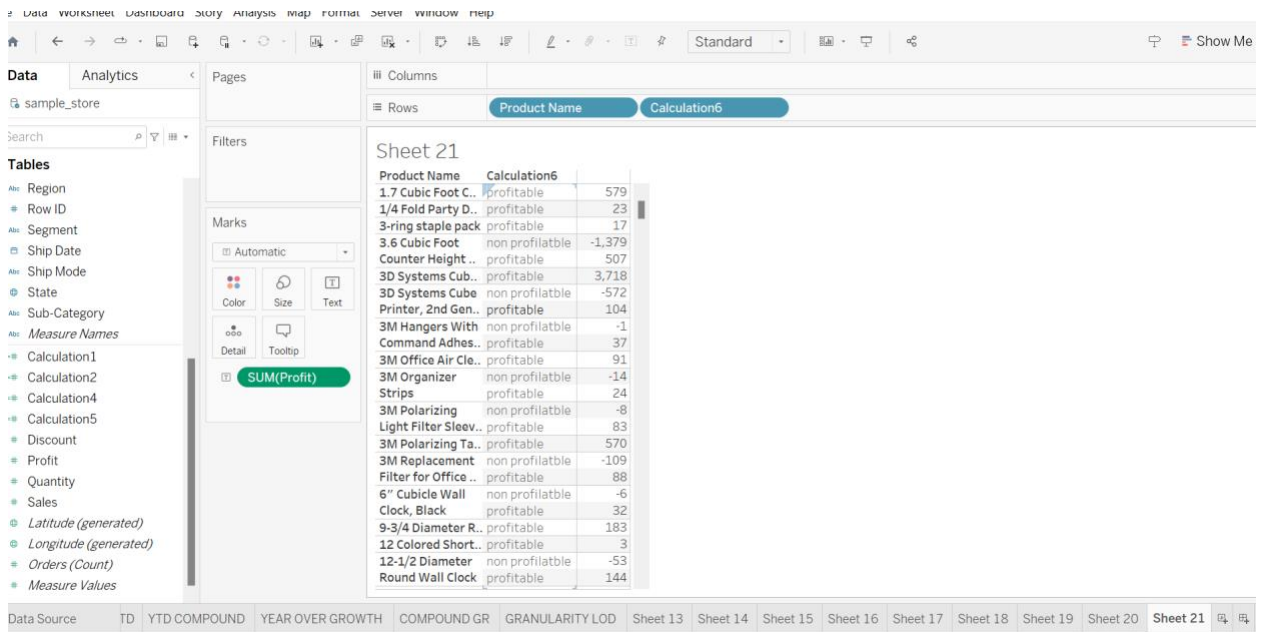 e Data Worksheet Dashboard Story Analysis Map Format Server Window Help
Standard
Show Me
Data Analytics
sample_store
Search
Tables
Region
Row ID
Segment
Ship Date
Ship Mode
State
Sub-Category
Measure Names
Calculation1
Calculation2
Calculation4
Calculation5
Discount
Profit
Quantity
Sales
Latitude (generated)
Longitude (generated)
Orders (Count)
Measure Values
Pages
Filters
Marks
Automatic
Color Size Text
Detail Tooltip
SUM(Profit)
Columns
Rows Product Name Calculation6
Sheet 21
Product Name Calculation6
1.7 Cubic Foot C.. profitable 579
1/4 Fold Party D.. profitable 23
3-ring staple pack profitable 17
3.6 Cubic Foot non profilatble -1,379
Counter Height .. profitable 507
3D Systems Cub.. profitable 3,718
3D Systems Cube non profilatble -572
Printer, 2nd Gen.. profitable 104
3M Hangers With non profilatble -1
Command Adhes.. profitable 37
3M Office Air Cle.. profitable 91
3M Organizer non profilatble -14
Strips profitable 24
3M Polarizing non profilatble -8
Light Filter Sleev.. profitable 83
3M Polarizing Ta.. profitable 570
3M Replacement non profilatble -109
Filter for Office .. profitable 88
6" Cubicle Wall non profilatble -6
Clock, Black profitable 32
9-3/4 Diameter R.. profitable 183
12 Colored Short.. profitable 3
12-1/2 Diameter non profilatble -53
Round Wall Clock profitable 144
Data Source TD YTD COMPOUND YEAR OVER GROWTH COMPOUND GR GRANULARITY LOD Sheet 13 Sheet 14 Sheet 15 Sheet 16 Sheet 17 Sheet 18 Sheet 19 Sheet 20 Sheet 21